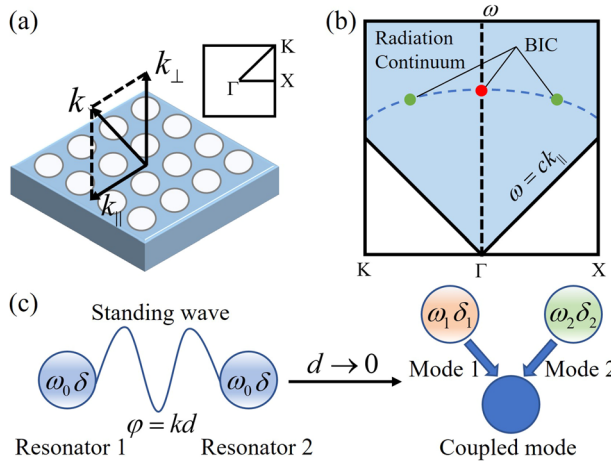 (a)
k
k⊥
k∥
K
Γ
X
(b)
ω
Radiation
Continuum
BIC
ω = ck∥
K
Γ
X
(c)
Standing wave
ω₀ δ
ω₀ δ
φ = kd
Resonator 1
Resonator 2
d → 0
ω₁ δ₁
ω₂ δ₂
Mode 1
Mode 2
Coupled mode